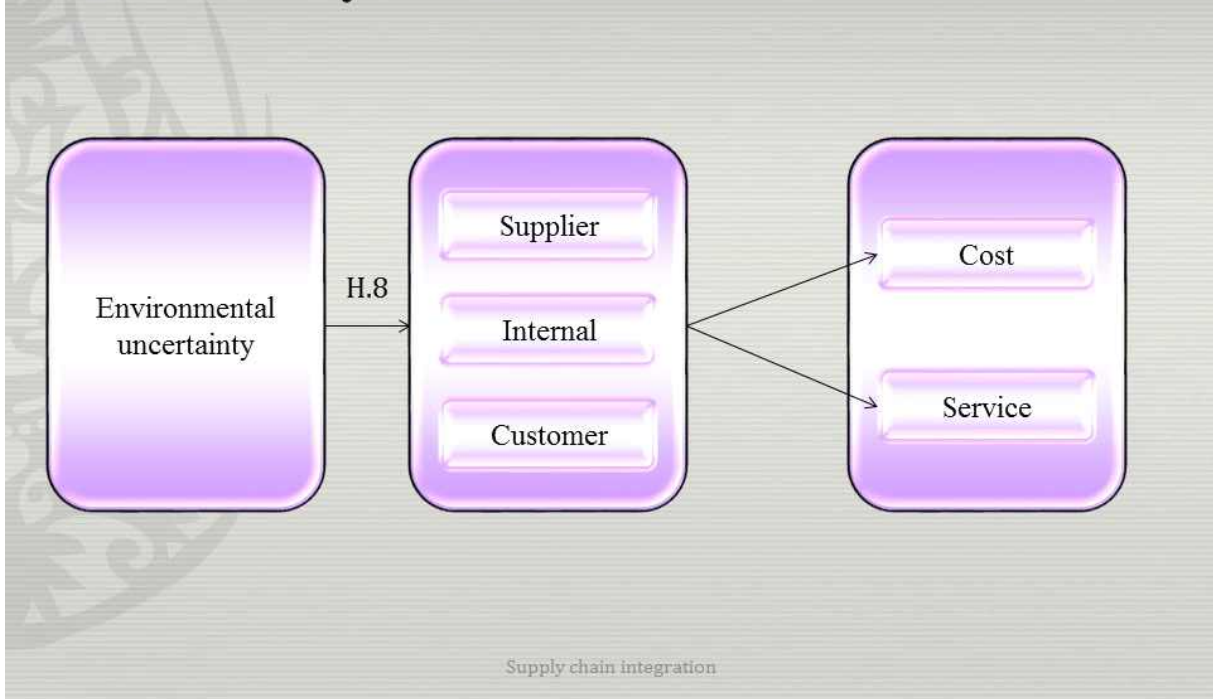 Environmental
uncertainty
H.8
Supplier
Internal
Customer
Cost
Service
Supply chain integration